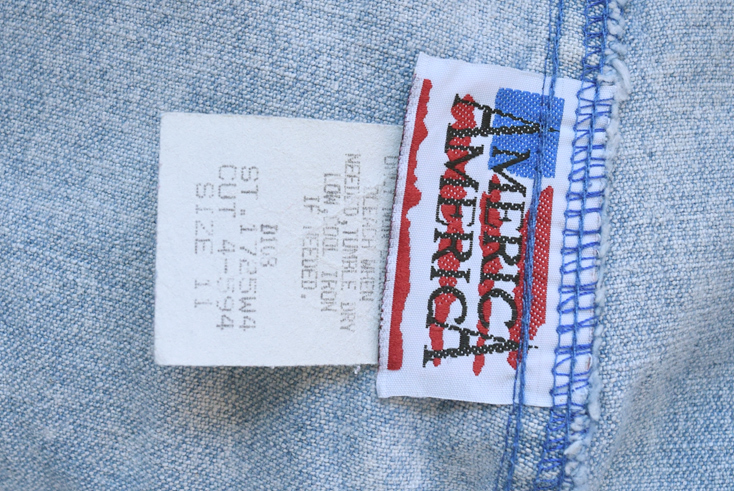 AMERICA
AMERICA
BLEACH WHEN
NEEDED,TUMBLE DRY
LOW,COOL IRON
IF NEEDED.
D103
ST.1725W4
CUT 4-594
SIZE 11